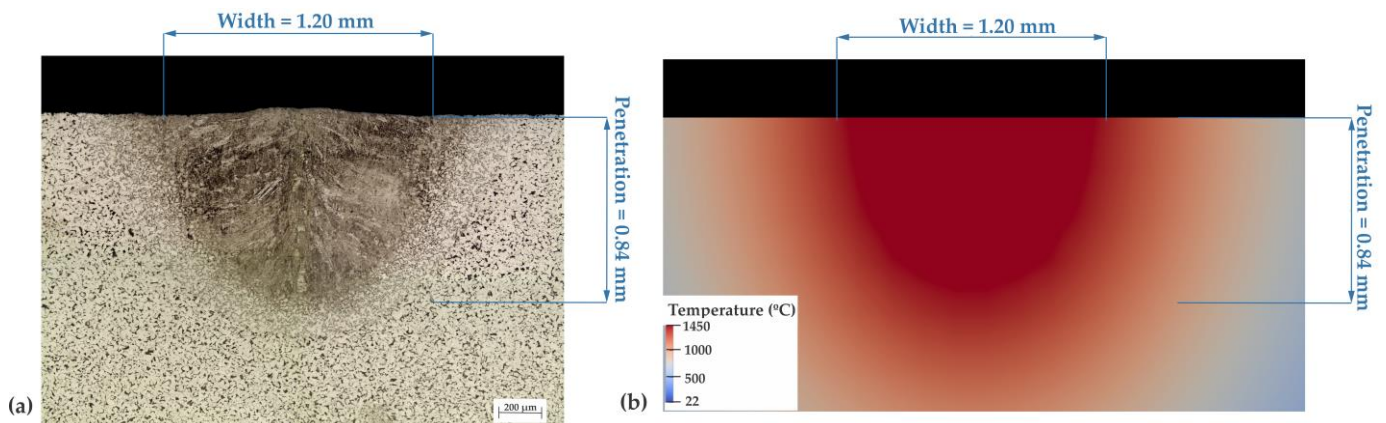 Width = 1.20 mm
Penetration = 0.84 mm
200 μm
(a)
Width = 1.20 mm
Penetration = 0.84 mm
Temperature (ºC)
1450
1000
500
22
(b)